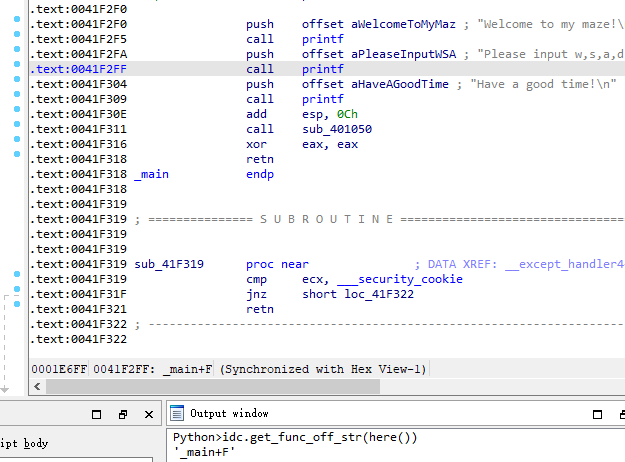 .text:0041F2F0
.text:0041F2F0 push offset aWelcomeToMyMaz ; "Welcome to my maze!\
.text:0041F2F5 call printf
.text:0041F2FA push offset aPleaseInputWSA ; "Please input w,s,a,d
.text:0041F2FF call printf
.text:0041F304 push offset aHaveAGoodTime ; "Have a good time!\n"
.text:0041F309 call printf
.text:0041F30E add esp, 0Ch
.text:0041F311 call sub_401050
.text:0041F316 xor eax, eax
.text:0041F318 retn
.text:0041F318 _main endp
.text:0041F318
.text:0041F319
.text:0041F319 ; =============== S U B R O U T I N E ================================
.text:0041F319
.text:0041F319
.text:0041F319 sub_41F319 proc near ; DATA XREF: __except_handler4
.text:0041F319 cmp ecx, ___security_cookie
.text:0041F31F jnz short loc_41F322
.text:0041F321 retn
.text:0041F322 ; --------------------------------------------------------------------
.text:0041F322
0001E6FF 0041F2FF: _main+F (Synchronized with Hex View-1)
Output window
ipt body
Python>idc.get_func_off_str(here())
'_main+F'